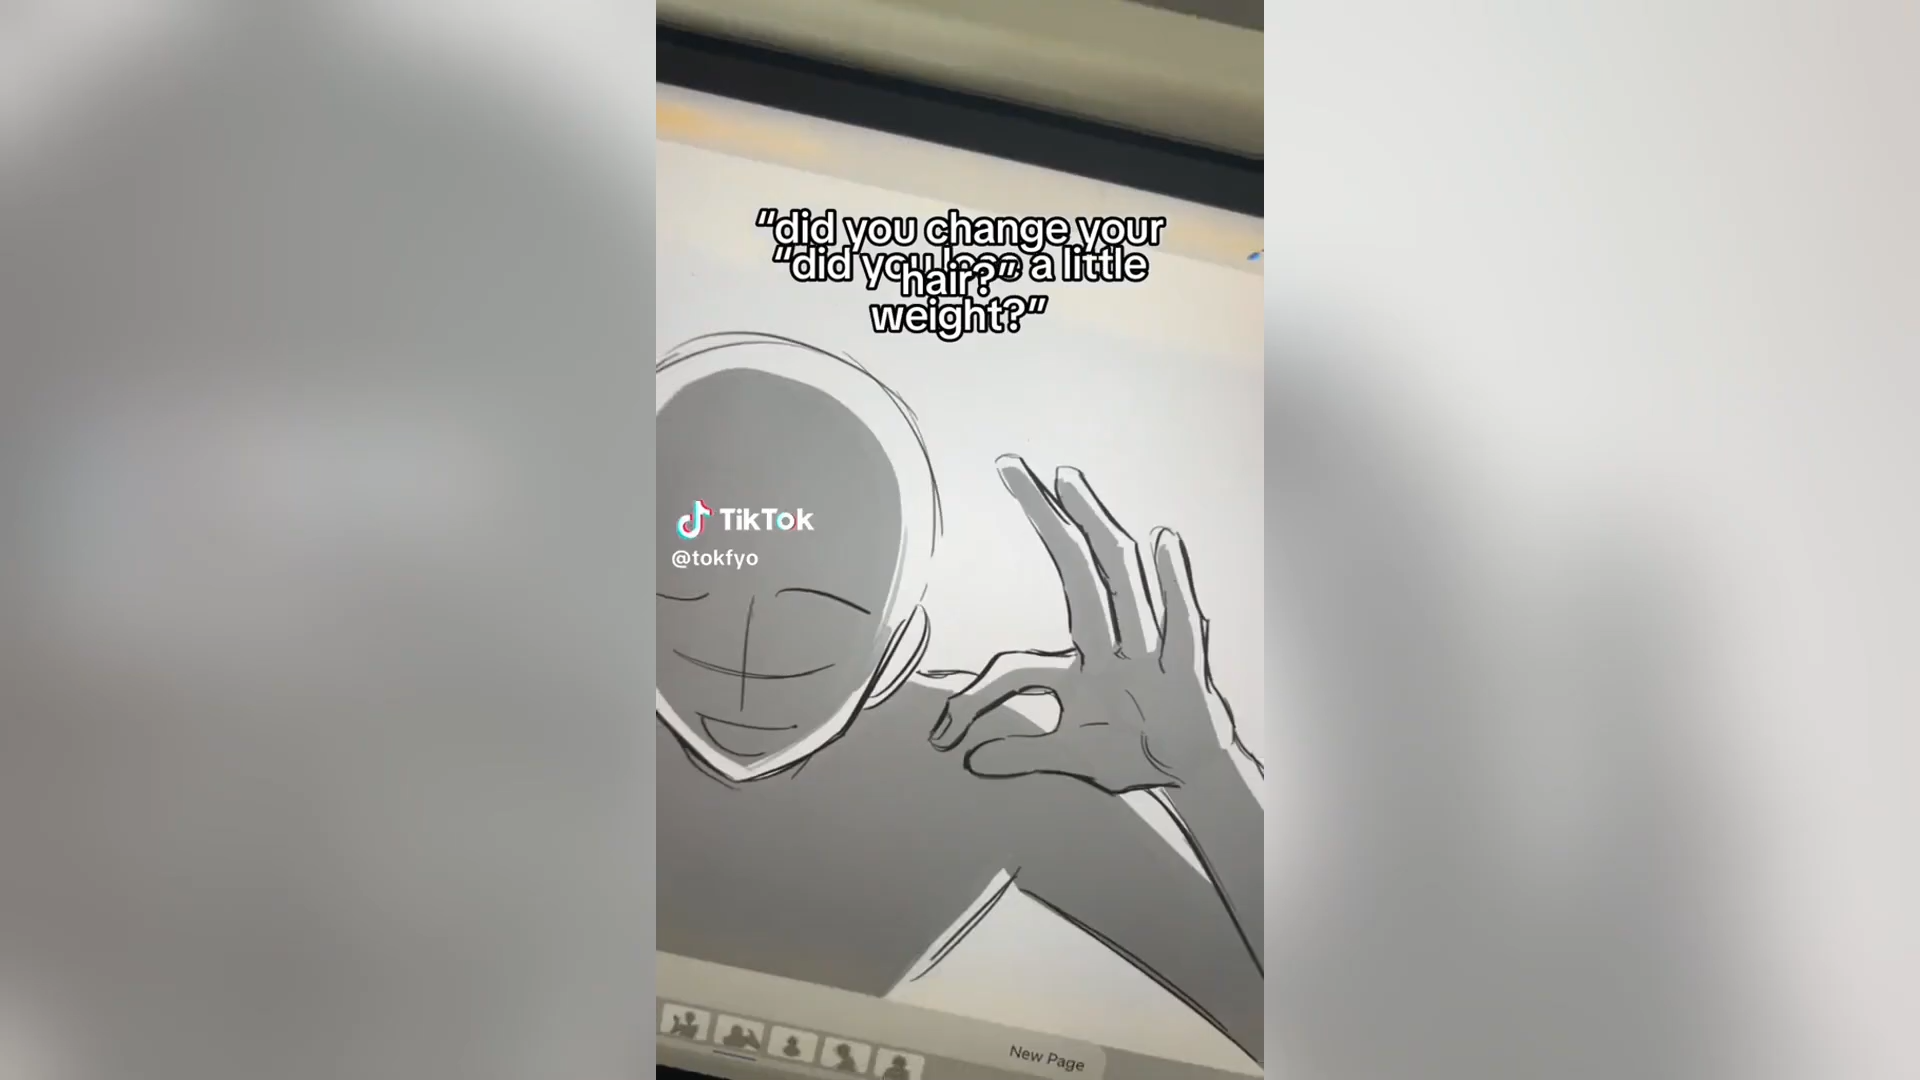 “did you change your
hair?”
“did you a little
weight?”
TikTok
@tokfyo
New Page